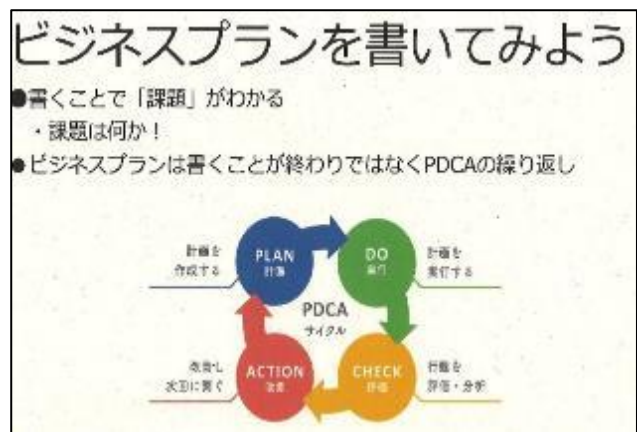 ビジネスプランを書いてみよう
●書くことで「課題」がわかる
・課題は何か！
●ビジネスプランは書くことが終わりではなくPDCAの繰り返し
計画を
作成する
PLAN
計画
DO
実行
計画を
実行する
PDCA
サイクル
改善し
次回に繋ぐ
ACTION
改善
CHECK
評価
評価・分析